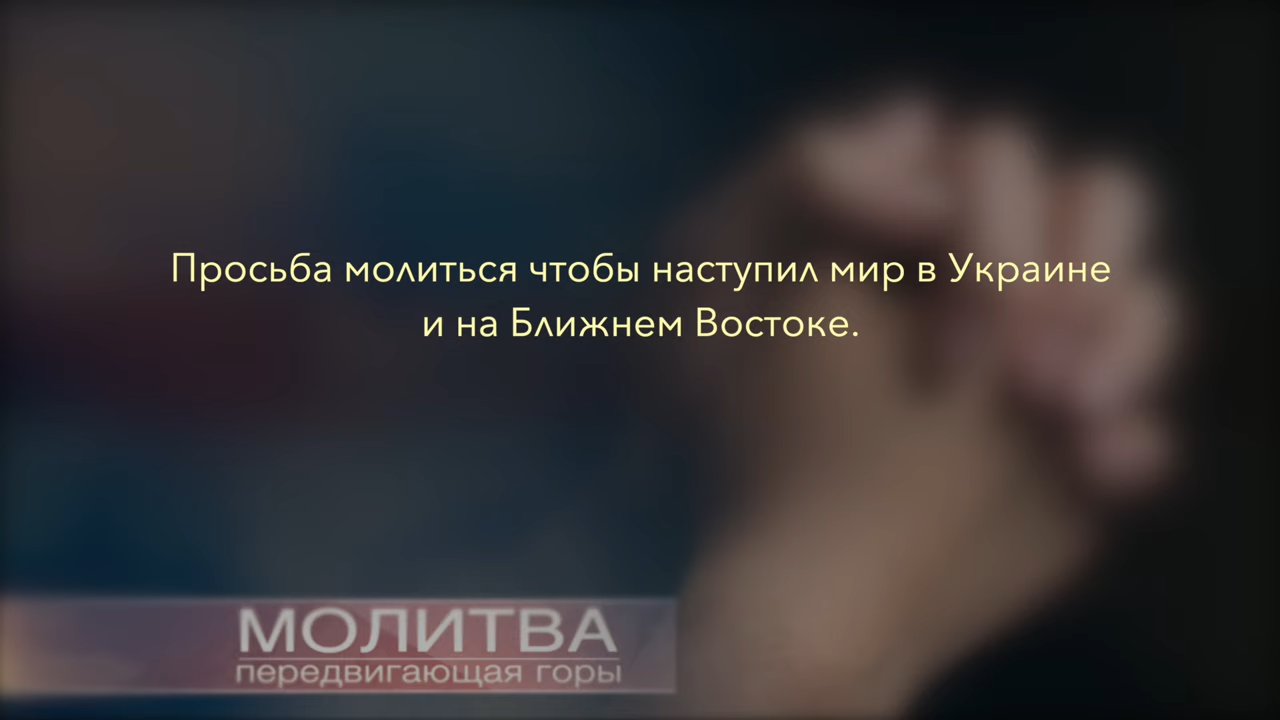 Просьба молиться чтобы наступил мир в Украине
и на Ближнем Востоке.
МОЛИТВА
передвигающая горы